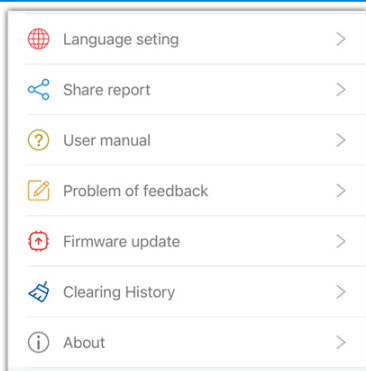 Language seting
Share report
User manual
Problem of feedback
Firmware update
Clearing History
About